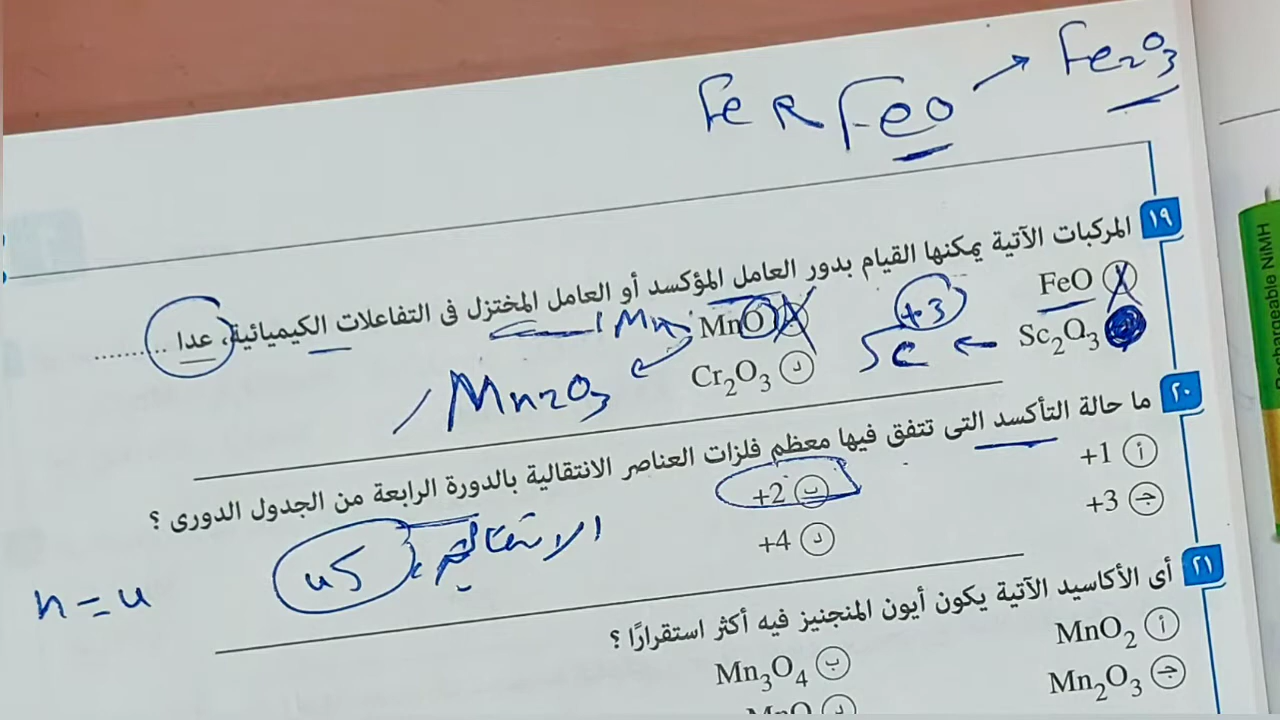 Fe
FeO → Fe2O3
١٩ المركبات الآتية يمكنها القيام بدور العامل المؤكسد أو العامل المختزل فى التفاعلات الكيميائية، عدا ..........
أ FeO
MnO
Mn
+3
Sc2O3
Sc ←
د Cr2O3
Mn2O3
٢٠ ما حالة التأكسد التى تتفق فيها معظم فلزات العناصر الانتقالية بالدورة الرابعة من الجدول الدورى ؟
أ +1
ب +2
ج +3
د +4
الانتقالية
4S
n = 4
٢١ أى الأكاسيد الآتية يكون أيون المنجنيز فيه أكثر استقرارًا ؟
أ MnO2
ب Mn3O4
ج Mn2O3
د MnO
Rechargeable NiMH